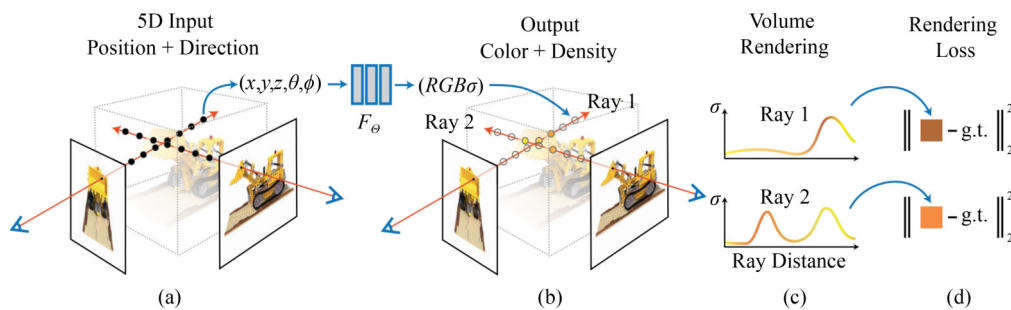 5D Input
Position + Direction
Output
Color + Density
Volume
Rendering
Rendering
Loss
(x,y,z,θ,ϕ)
F_Θ
(RGBσ)
Ray 1
Ray 2
σ
Ray 1
‖ - g.t. ‖²₂
σ
Ray 2
‖ - g.t. ‖²₂
Ray Distance
(a)
(b)
(c)
(d)